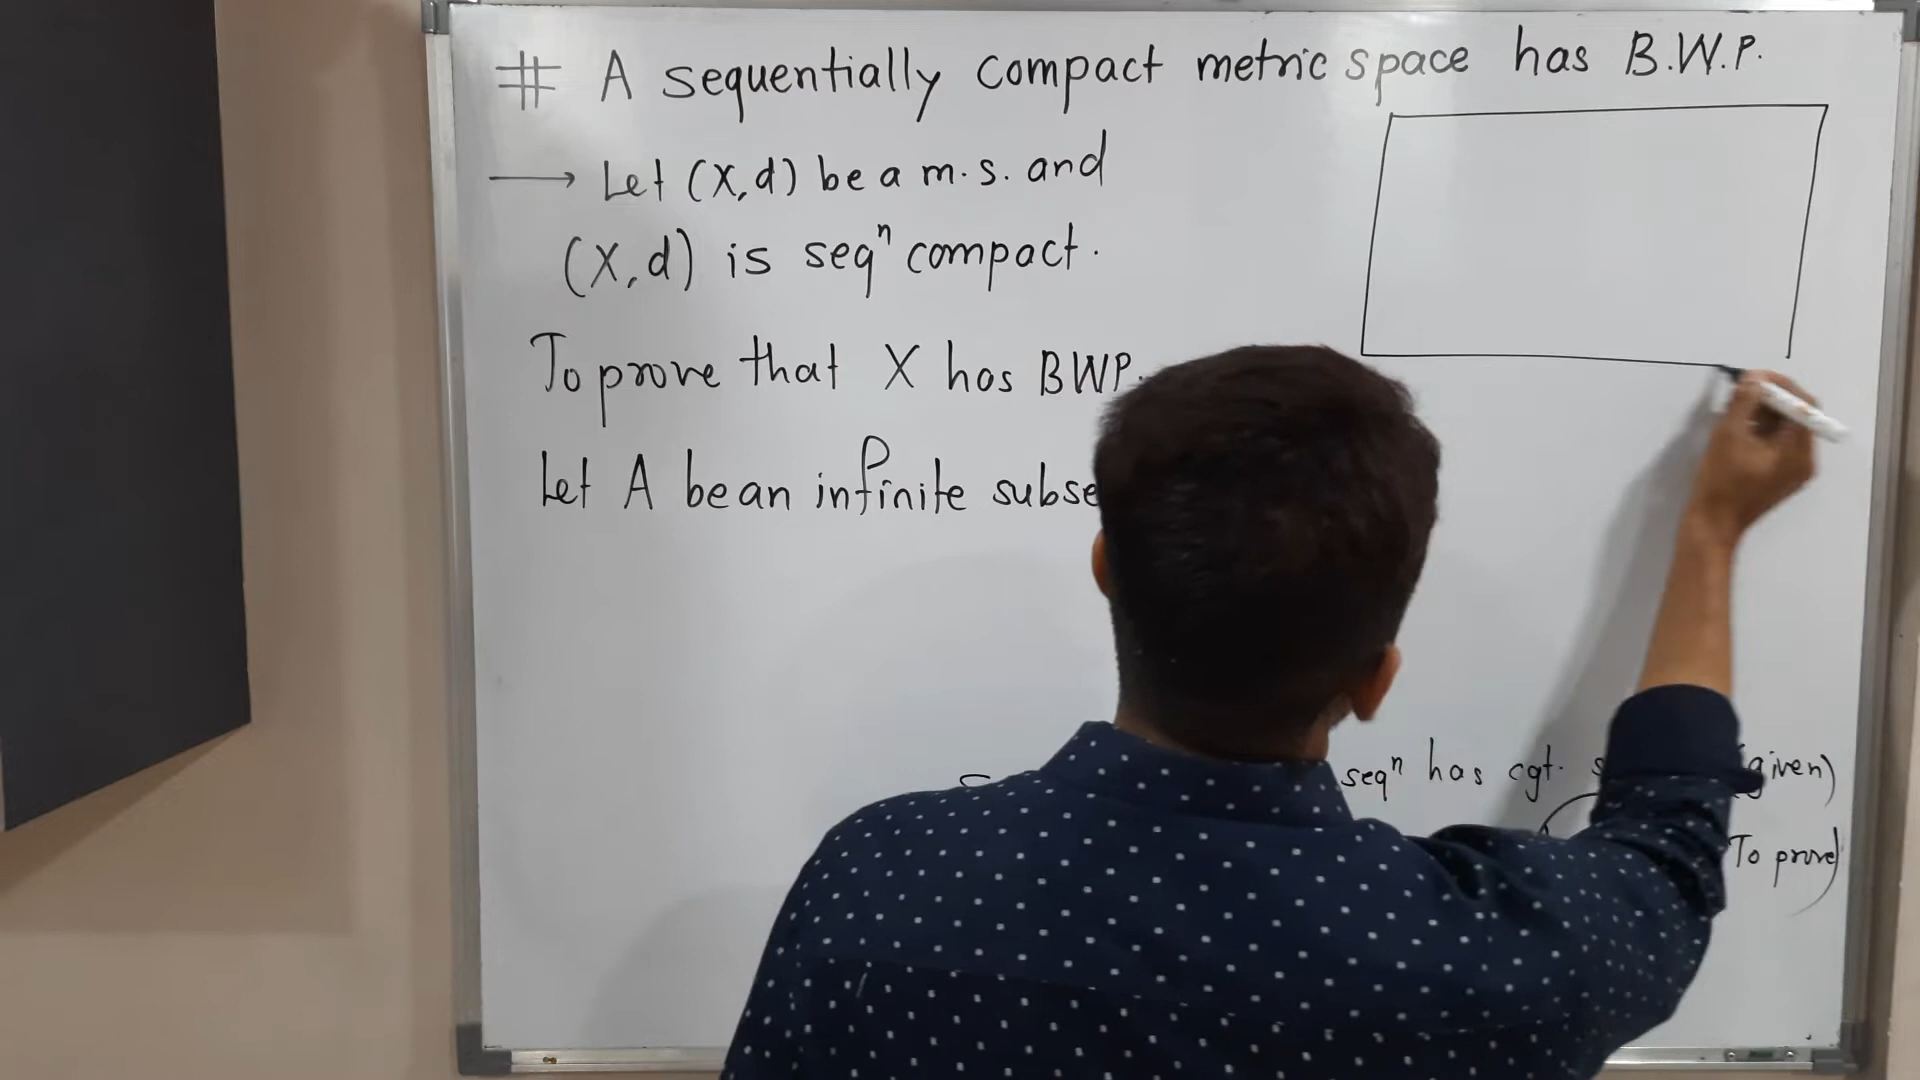 # A sequentially compact metric space has B.W.P.
→ Let (X,d) be a m.s. and
(X,d) is seqⁿ compact.
To prove that X has BWP.
Let A be an infinite subse
seqⁿ has cgt. given)
To prove)